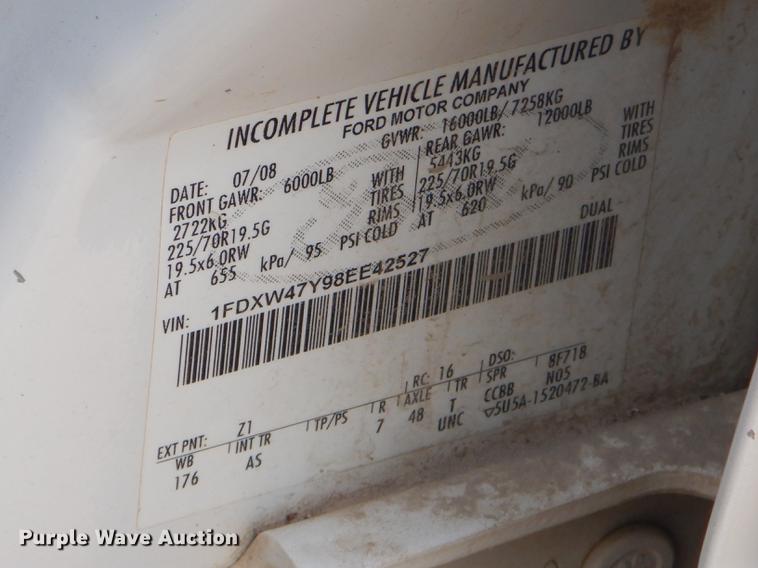 INCOMPLETE VEHICLE MANUFACTURED BY
FORD MOTOR COMPANY
DATE: 07/08 GVWR: 16000LB/ 7258KG
FRONT GAWR: 6000LB REAR GAWR: 12000LB
2722KG WITH 5443KG WITH
225/70R19.5G TIRES 225/70R19.5G TIRES
19.5x6.0RW RIMS 19.5x6.0RW RIMS
AT 655 kPa/ 95 PSI COLD AT 620 kPa/ 90 PSI COLD
DUAL
VIN: 1FDXW47Y98EE42527
EXT PNT: Z1 RC: 16 DSO:
WB INT TR TP/PS R AXLE TR SPR 8F718
176 AS 7 48 T CCBB N05
UNC 5U5A-1520472-BA
Purple Wave Auction